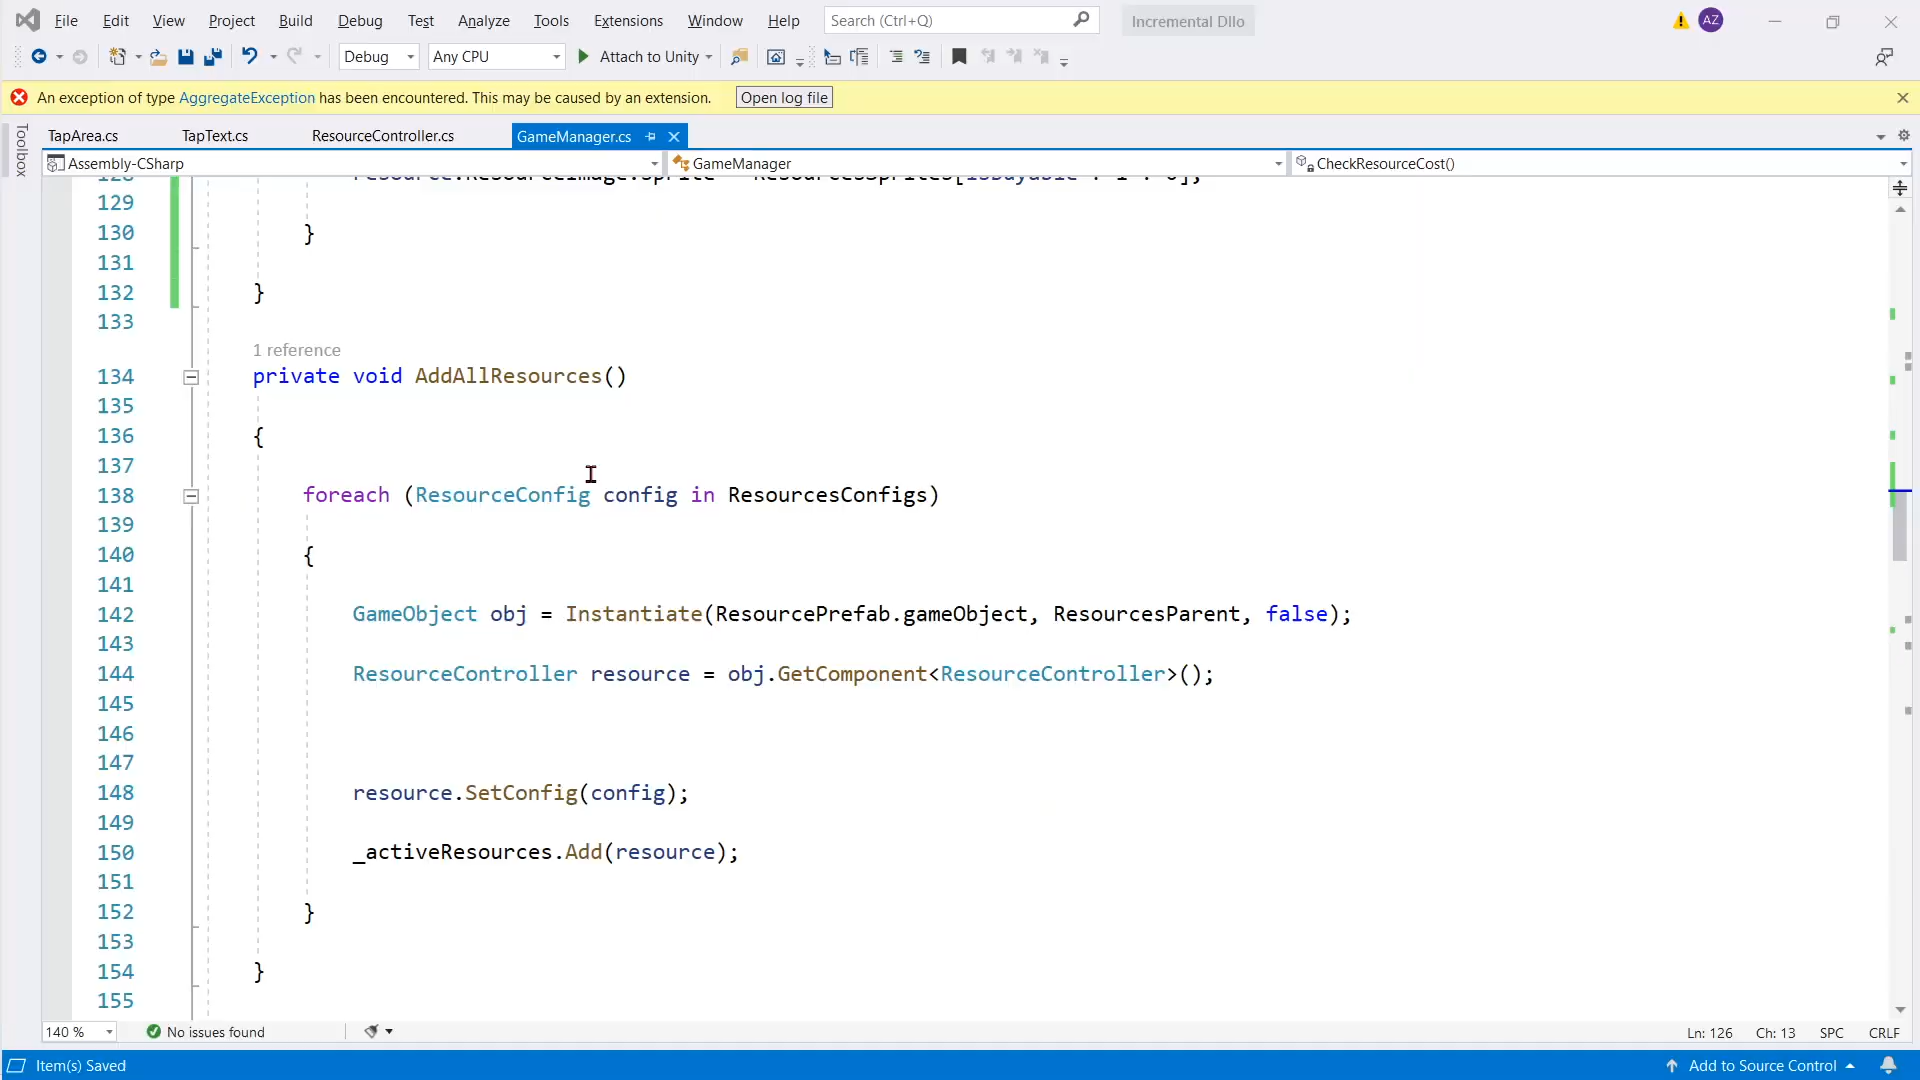 File Edit View Project Build Debug Test Analyze Tools Extensions Window Help Search (Ctrl+Q) Incremental Dllo AZ
Debug Any CPU Attach to Unity
An exception of type AggregateException has been encountered. This may be caused by an extension. Open log file
Toolbox
TapArea.cs TapText.cs ResourceController.cs GameManager.cs
Assembly-CSharp GameManager CheckResourceCost()
129
130 }
131
132 }
133
1 reference
134 private void AddAllResources()
135
136 {
137
138 foreach (ResourceConfig config in ResourcesConfigs)
139
140 {
141
142 GameObject obj = Instantiate(ResourcePrefab.gameObject, ResourcesParent, false);
143
144 ResourceController resource = obj.GetComponent<ResourceController>();
145
146
147
148 resource.SetConfig(config);
149
150 _activeResources.Add(resource);
151
152 }
153
154 }
155
140 % No issues found Ln: 126 Ch: 13 SPC CRLF
Item(s) Saved Add to Source Control